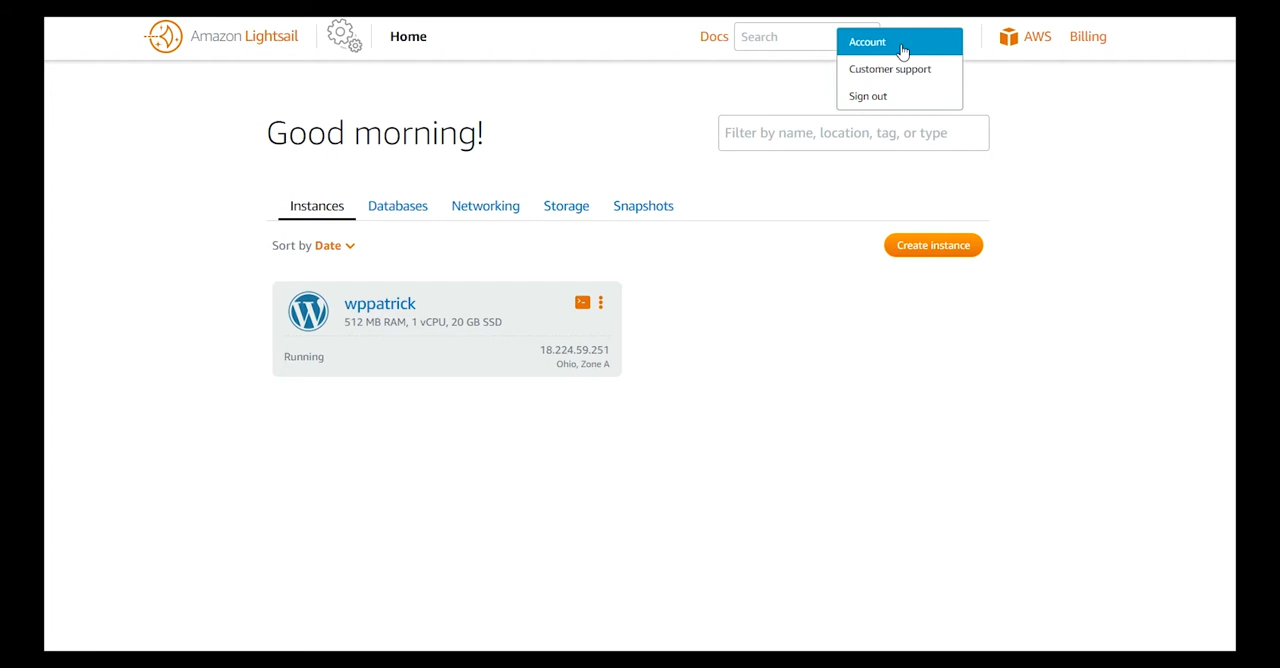 Amazon Lightsail
Home
Docs
Search
Account
Customer support
Sign out
AWS
Billing
Good morning!
Filter by name, location, tag, or type
Instances
Databases
Networking
Storage
Snapshots
Sort by Date
Create instance
wppatrick
512 MB RAM, 1 vCPU, 20 GB SSD
Running
18.224.59.251
Ohio, Zone A